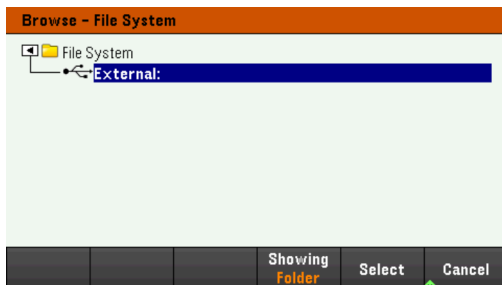 Browse - File System
File System
External:
Showing
Folder
Select
Cancel